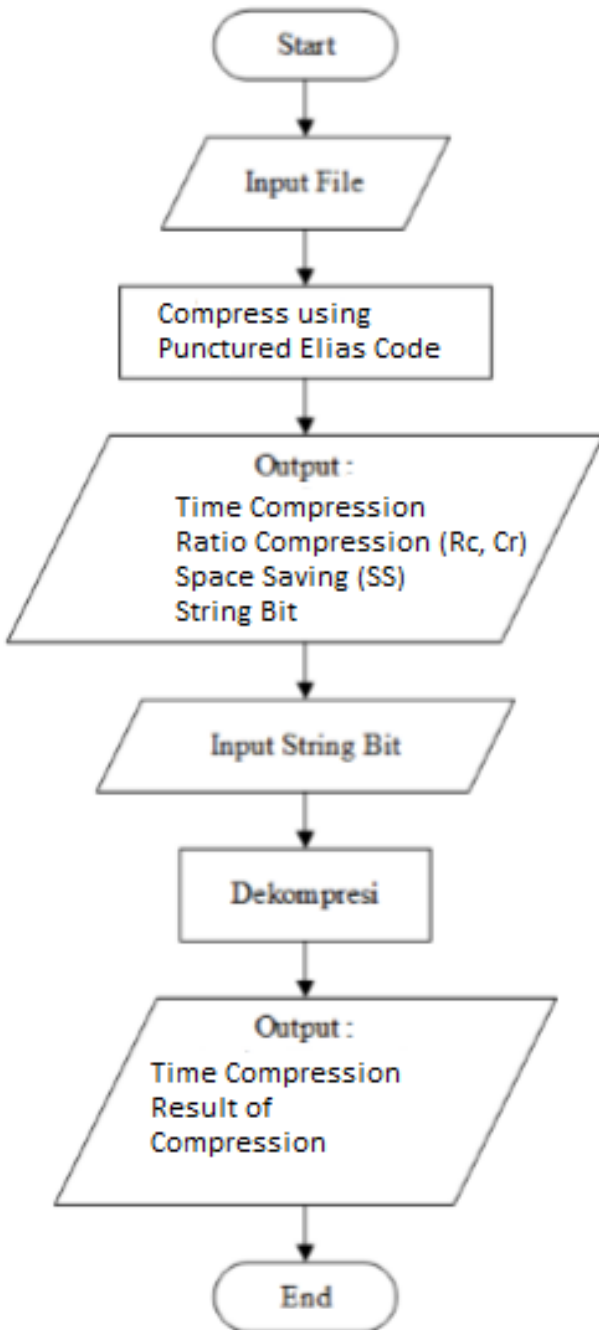 Start
Input File
Compress using
Punctured Elias Code
Output :
Time Compression
Ratio Compression (Rc, Cr)
Space Saving (SS)
String Bit
Input String Bit
Dekompresi
Output :
Time Compression
Result of
Compression
End